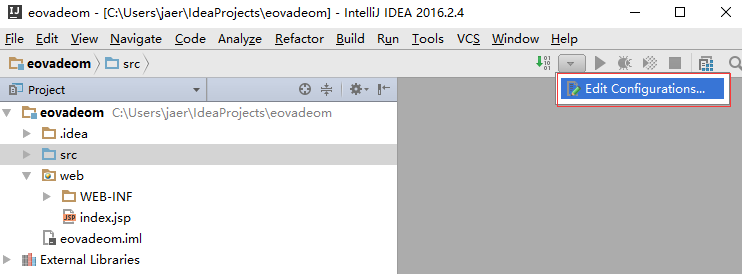 eovadeom - [C:\Users\jaer\IdeaProjects\eovadeom] - IntelliJ IDEA 2016.2.4
File Edit View Navigate Code Analyze Refactor Build Run Tools VCS Window Help
eovadeom src
Edit Configurations...
Project
eovadeom C:\Users\jaer\IdeaProjects\eovadeom
.idea
src
web
WEB-INF
index.jsp
eovadeom.iml
External Libraries